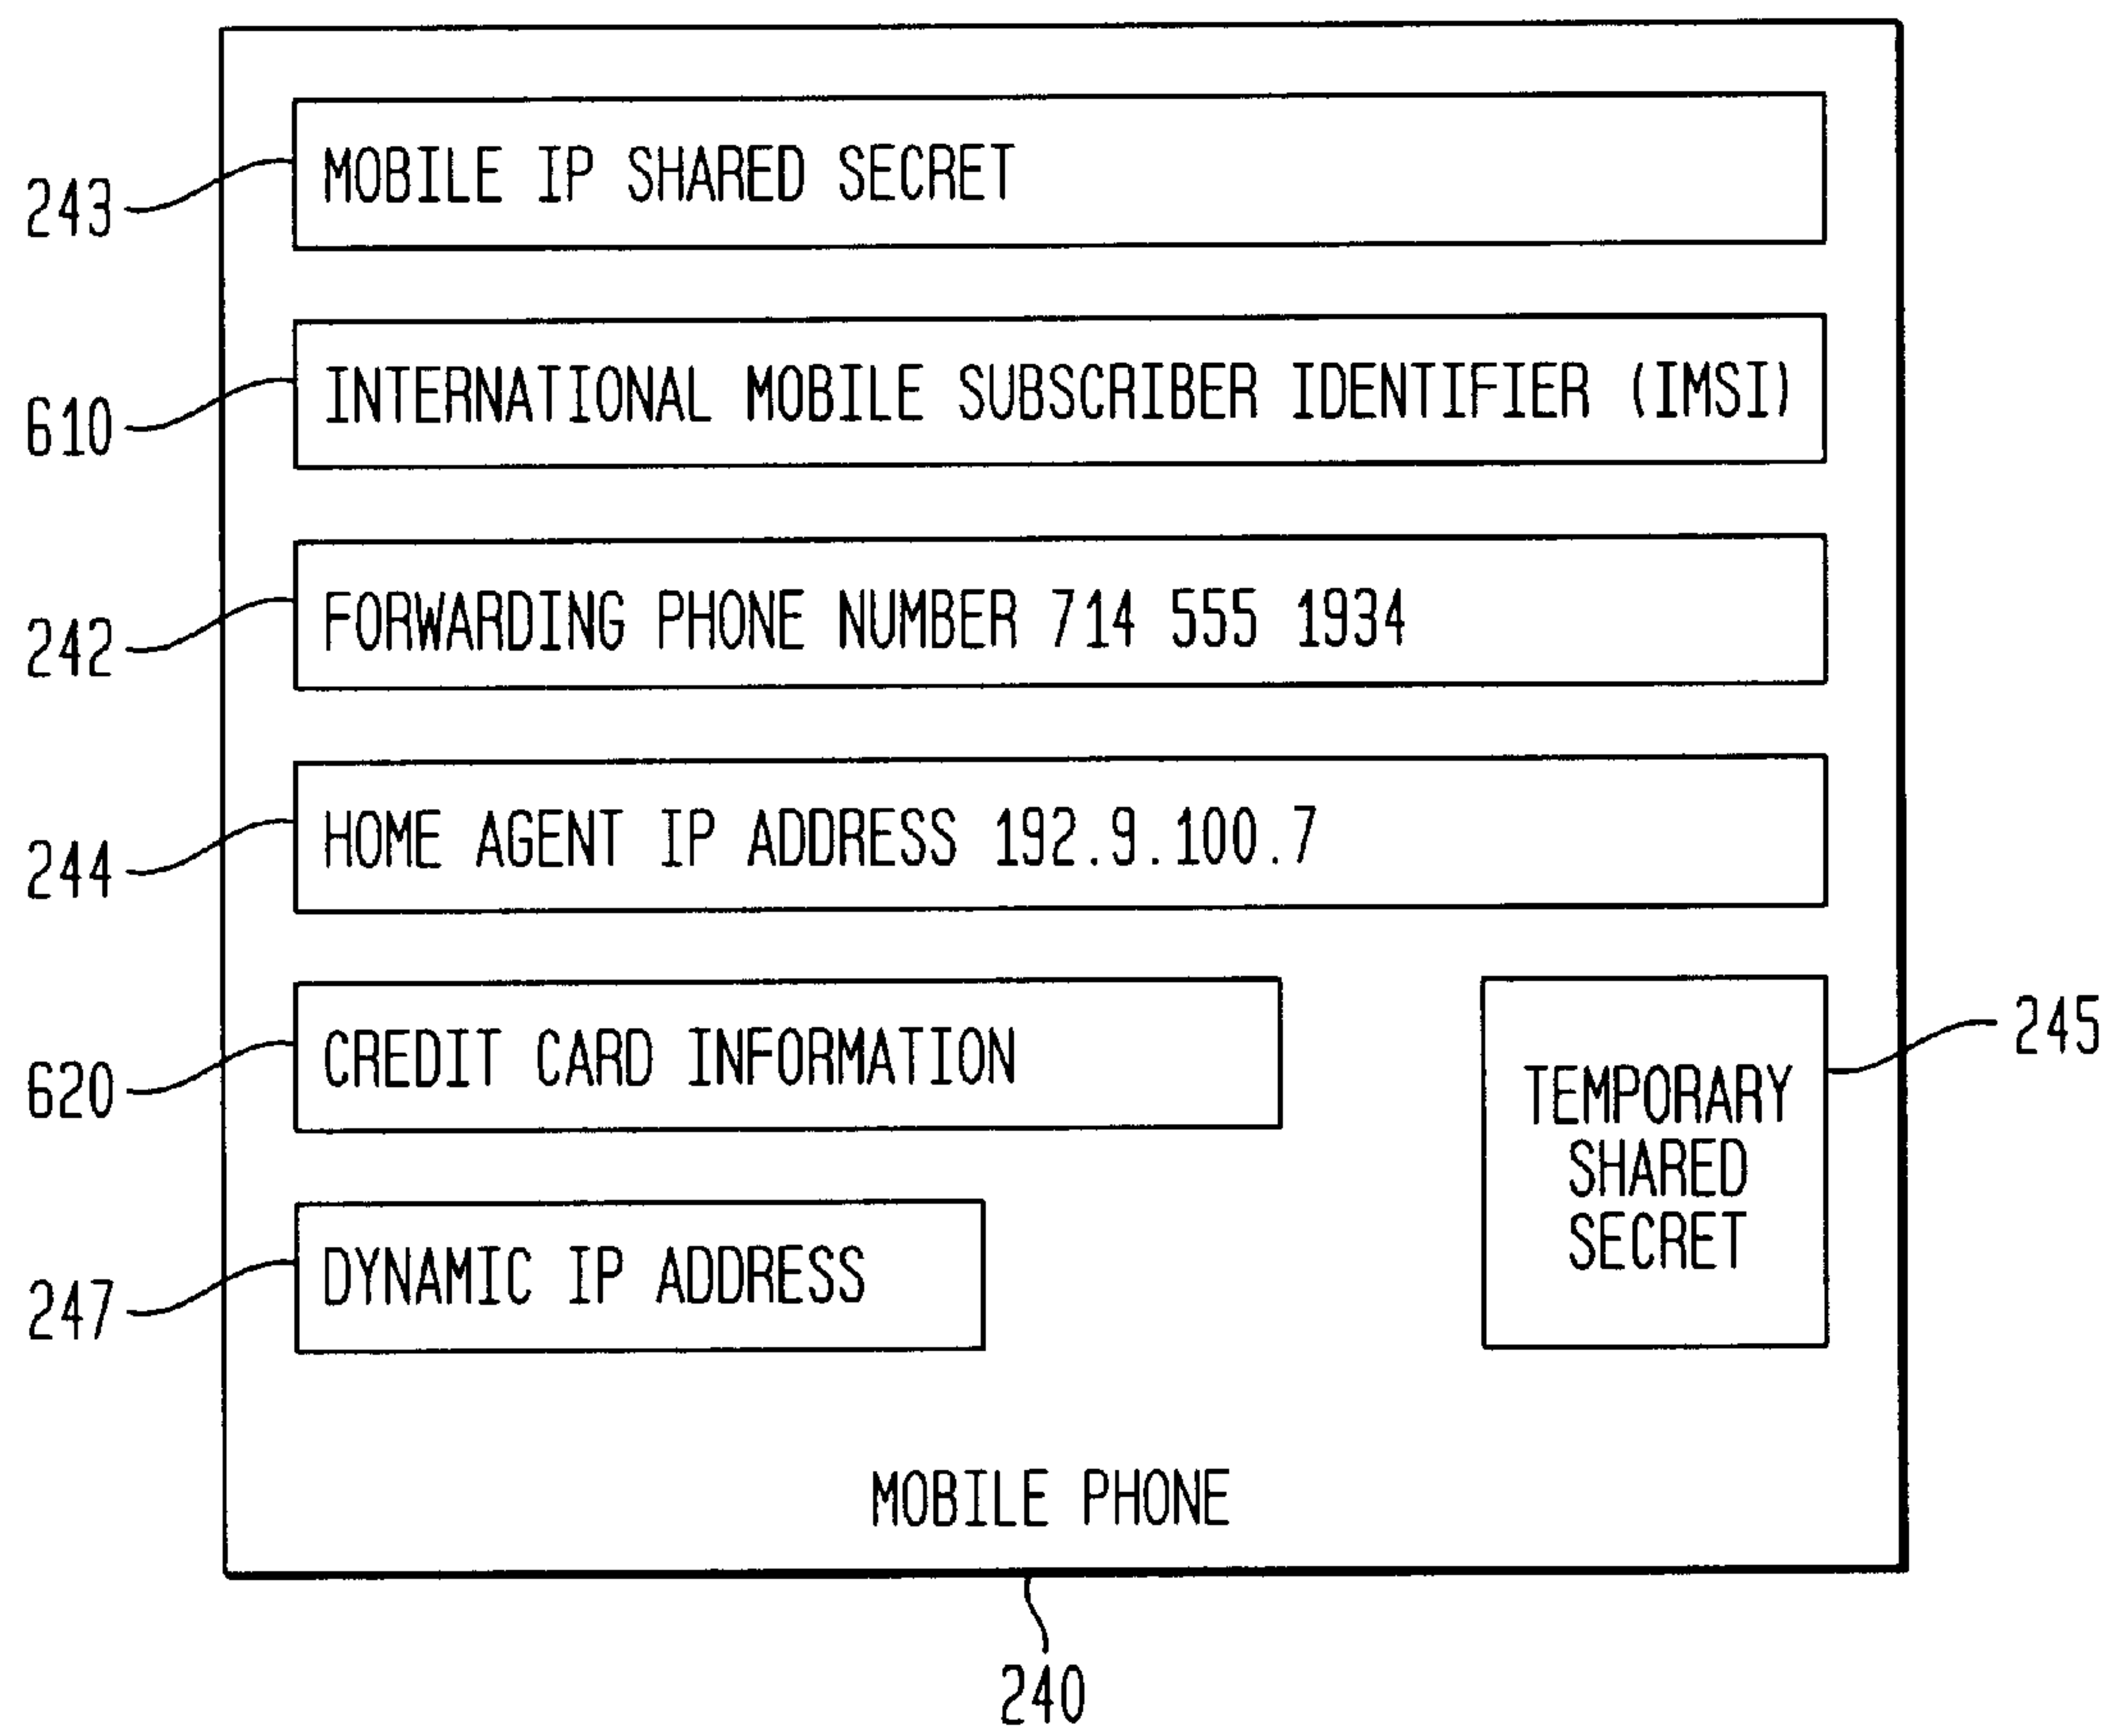 243
MOBILE IP SHARED SECRET
610
INTERNATIONAL MOBILE SUBSCRIBER IDENTIFIER (IMSI)
242
FORWARDING PHONE NUMBER 714 555 1934
244
HOME AGENT IP ADDRESS 192.9.100.7
620
CREDIT CARD INFORMATION
245
TEMPORARY
SHARED
SECRET
247
DYNAMIC IP ADDRESS
MOBILE PHONE
240